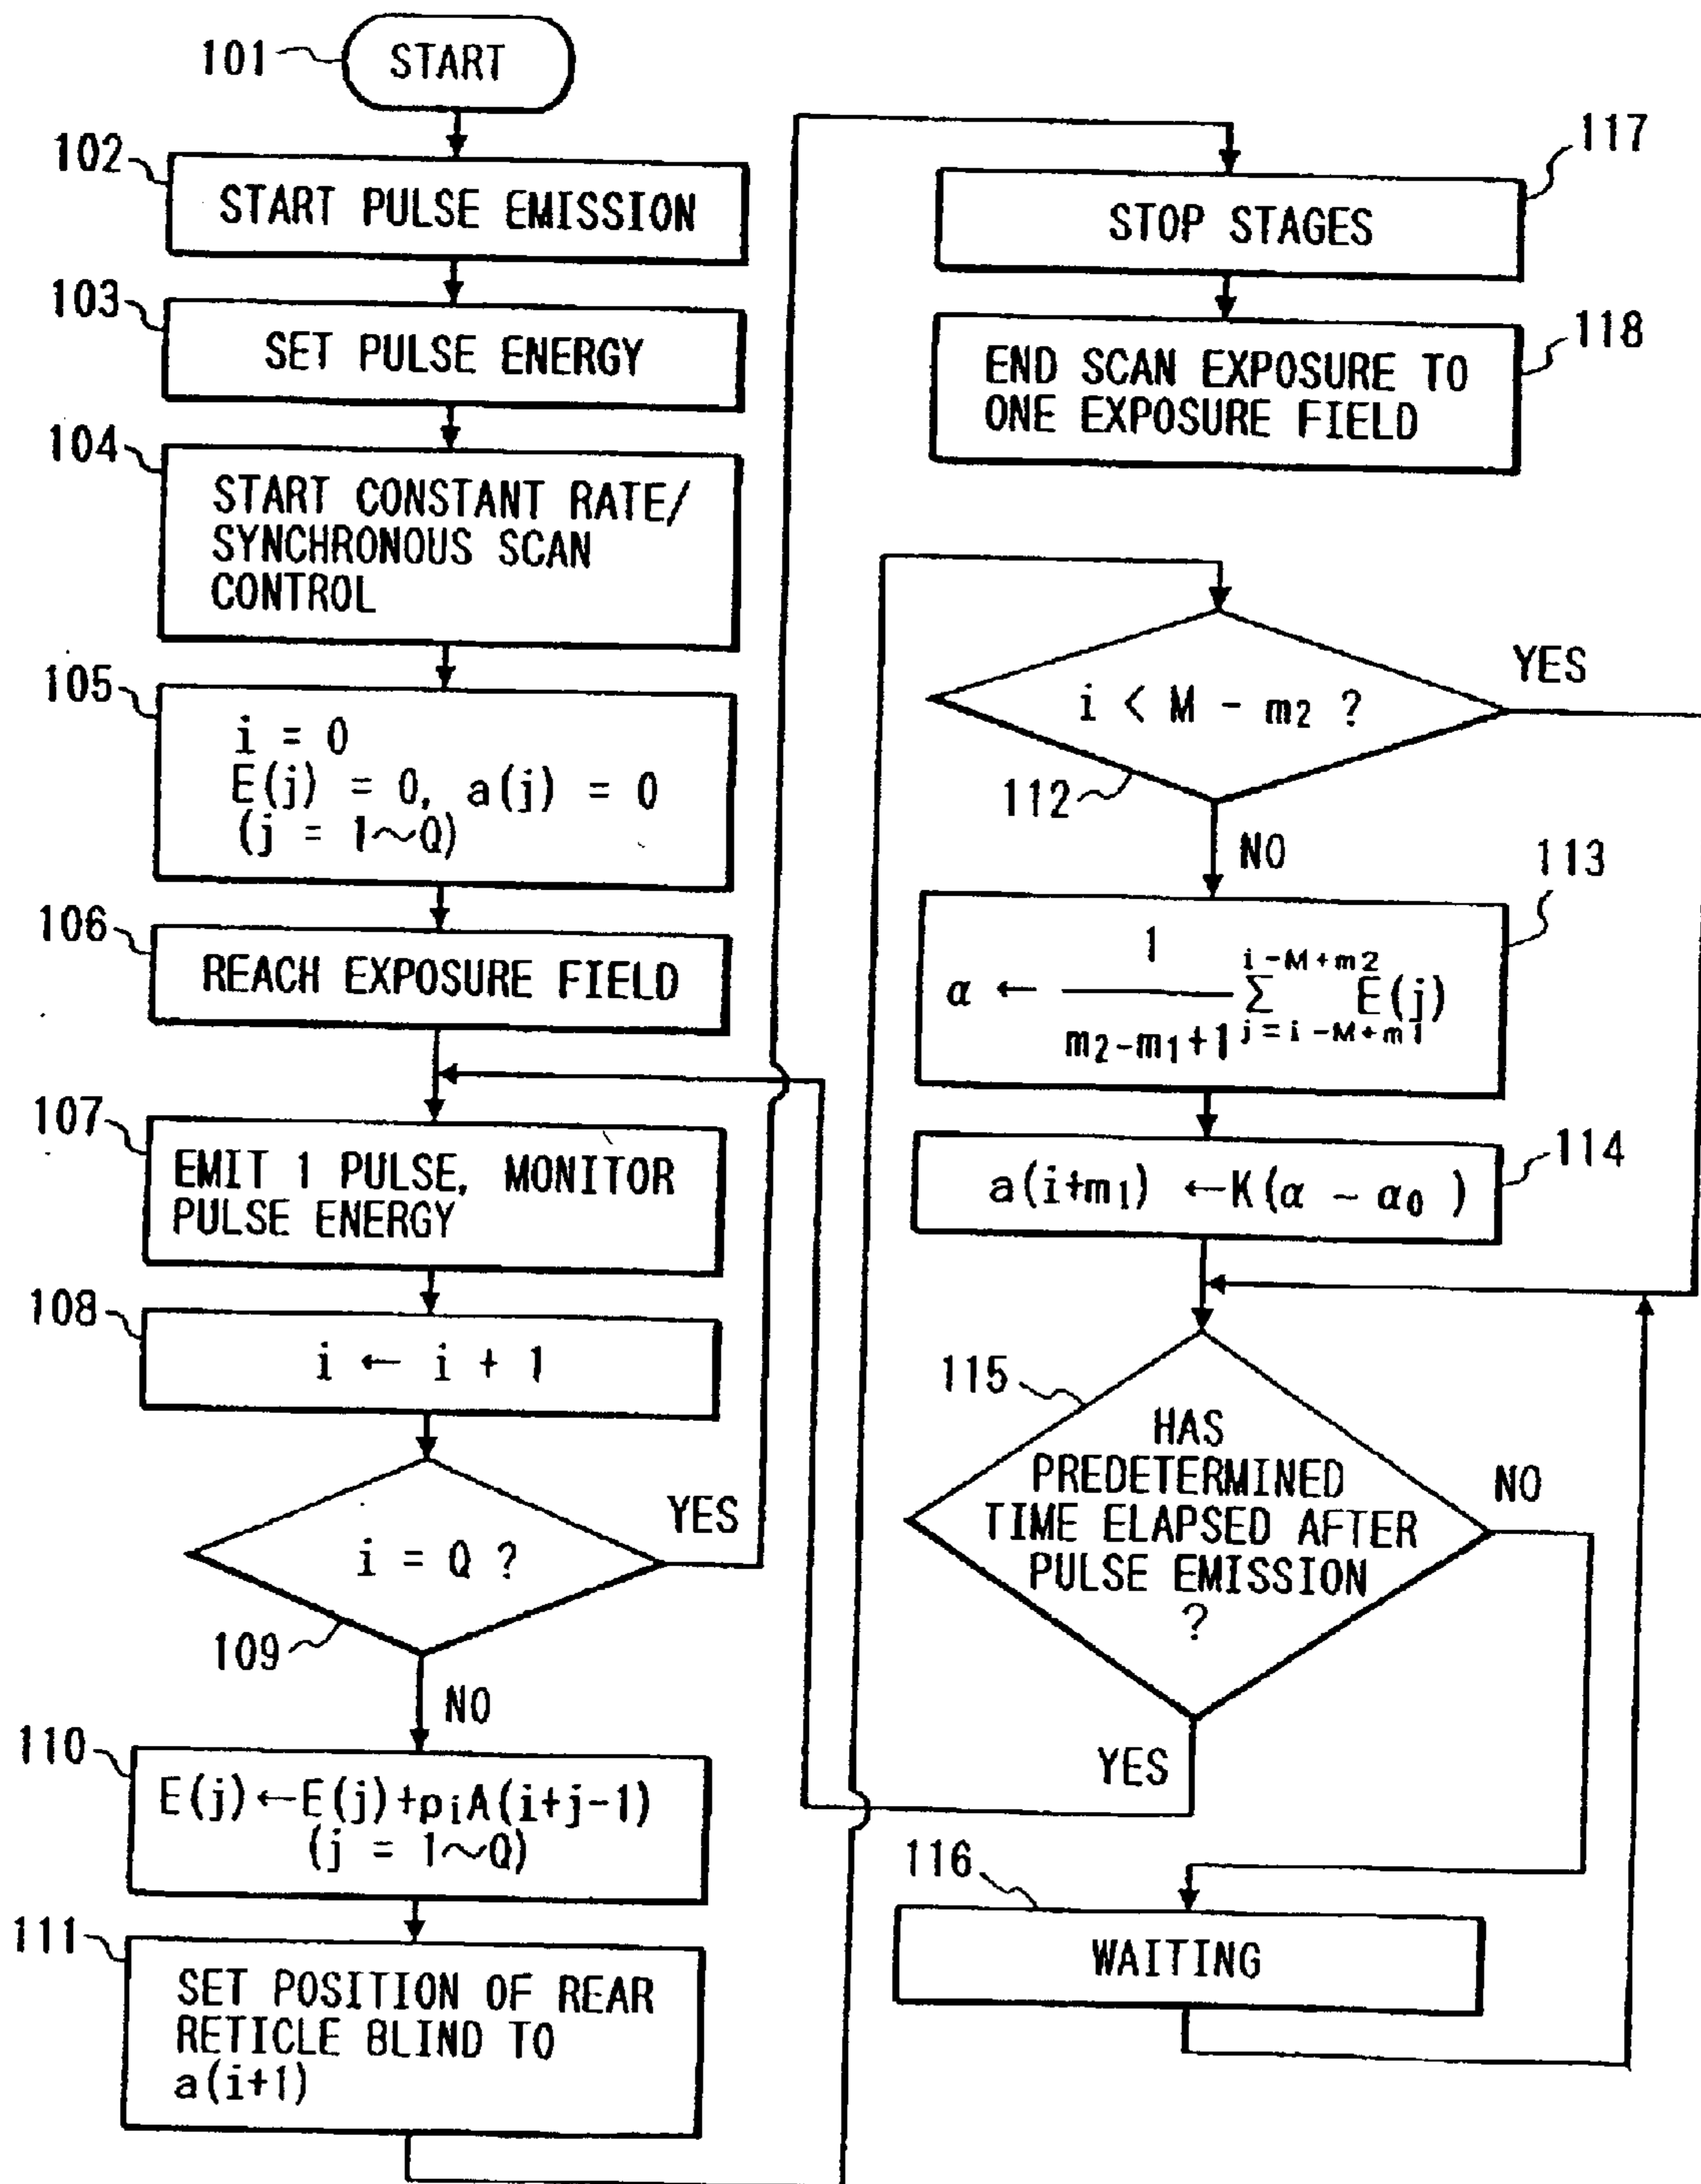 101
START
102
START PULSE EMISSION
103
SET PULSE ENERGY
104
START CONSTANT RATE/
SYNCHRONOUS SCAN
CONTROL
105
i = 0
E(j) = 0, a(j) = 0
(j = 1~Q)
106
REACH EXPOSURE FIELD
107
EMIT 1 PULSE, MONITOR
PULSE ENERGY
108
i ← i + 1
i = Q ?
YES
109
NO
110
E(j)←E(j)+piA(i+j-1)
(j = 1~Q)
111
SET POSITION OF REAR
RETICLE BLIND TO
a(i+1)
117
STOP STAGES
118
END SCAN EXPOSURE TO
ONE EXPOSURE FIELD
i < M - m2 ?
YES
112
NO
113
α ← 1/(m2-m1+1) Σ E(j)
i-M+m2
j=i-M+m1
114
a(i+m1) ←K(α - α0 )
115
HAS
PREDETERMINED
TIME ELAPSED AFTER
PULSE EMISSION
?
NO
YES
116
WAITING